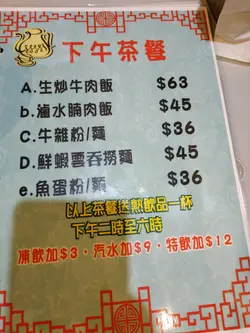 下午茶餐
A.生炒牛肉飯 $63
b.滷水腩肉飯 $45
C.牛雜粉/麵 $36
D.鮮蝦雲吞撈麵 $45
e.魚蛋粉/麵 $36
以上茶餐送熱飲品一杯
下午二時至六時
凍飲加$3·汽水加$9·特飲加$12